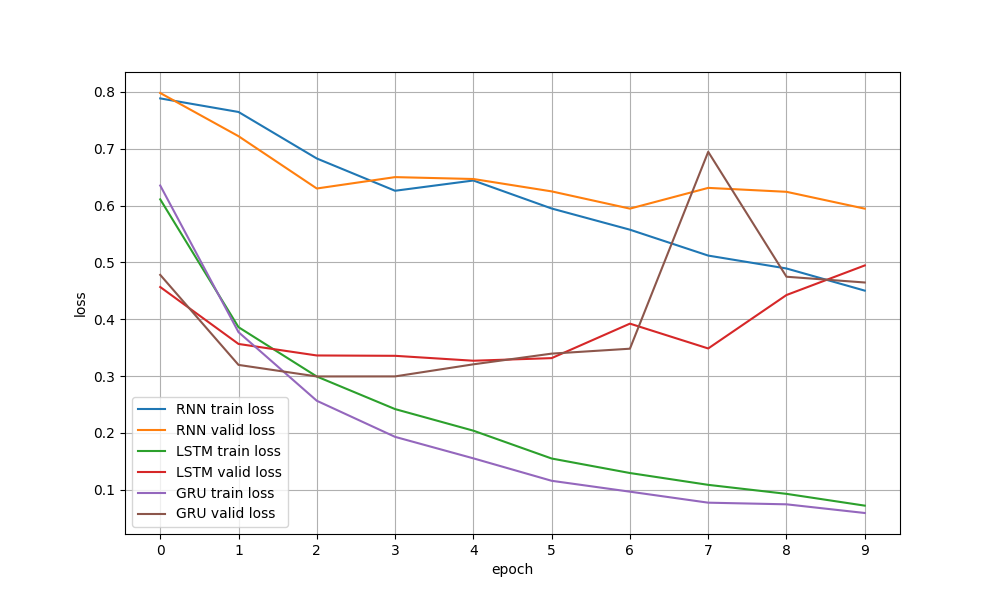 0.8
0.7
0.6
0.5
0.4
0.3
0.2
0.1
loss
RNN train loss
RNN valid loss
LSTM train loss
LSTM valid loss
GRU train loss
GRU valid loss
0 1 2 3 4 5 6 7 8 9
epoch